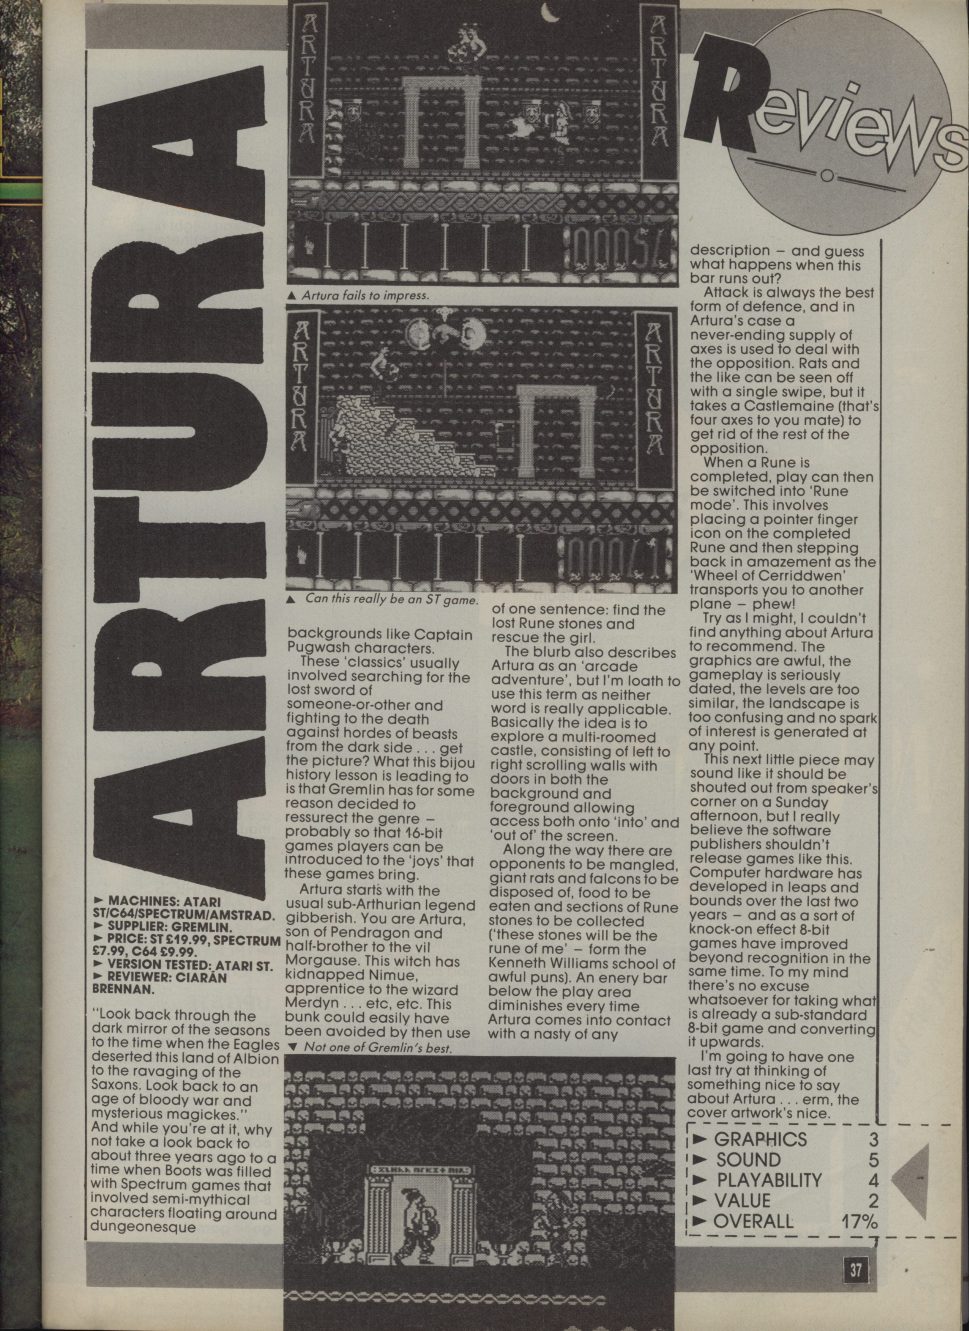 ARTURA
Reviews
ARTURA
ARTURA
▲ Artura fails to impress.
ARTURA
ARTURA
▲ Can this really be an ST game.
► MACHINES: ATARI
ST/C64/SPECTRUM/AMSTRAD.
► SUPPLIER: GREMLIN.
► PRICE: ST £19.99, SPECTRUM
£7.99, C64 £9.99.
► VERSION TESTED: ATARI ST.
► REVIEWER: CIARÁN
BRENNAN.
"Look back through the
dark mirror of the seasons
to the time when the Eagles
deserted this land of Albion
to the ravaging of the
Saxons. Look back to an
age of bloody war and
mysterious magickes."
And while you're at it, why
not take a look back to
about three years ago to a
time when Boots was filled
with Spectrum games that
involved semi-mythical
characters floating around
dungeonesque
backgrounds like Captain
Pugwash characters.
These 'classics' usually
involved searching for the
lost sword of
someone-or-other and
fighting to the death
against hordes of beasts
from the dark side . . . get
the picture? What this bijou
history lesson is leading to
is that Gremlin has for some
reason decided to
ressurect the genre –
probably so that 16-bit
games players can be
introduced to the 'joys' that
these games bring.
Artura starts with the
usual sub-Arthurian legend
gibberish. You are Artura,
son of Pendragon and
half-brother to the vil
Morgause. This witch has
kidnapped Nimue,
apprentice to the wizard
Merdyn . . . etc, etc. This
bunk could easily have
been avoided by then use
▼ Not one of Gremlin's best.
of one sentence: find the
lost Rune stones and
rescue the girl.
The blurb also describes
Artura as an 'arcade
adventure', but I'm loath to
use this term as neither
word is really applicable.
Basically the idea is to
explore a multi-roomed
castle, consisting of left to
right scrolling walls with
doors in both the
background and
foreground allowing
access both onto 'into' and
'out of' the screen.
Along the way there are
opponents to be mangled,
giant rats and falcons to be
disposed of, food to be
eaten and sections of Rune
stones to be collected
('these stones will be the
rune of me' – form the
Kenneth Williams school of
awful puns). An enery bar
below the play area
diminishes every time
Artura comes into contact
with a nasty of any
description – and guess
what happens when this
bar runs out?
Attack is always the best
form of defence, and in
Artura's case a
never-ending supply of
axes is used to deal with
the opposition. Rats and
the like can be seen off
with a single swipe, but it
takes a Castlemaine (that's
four axes to you mate) to
get rid of the rest of the
opposition.
When a Rune is
completed, play can then
be switched into 'Rune
mode'. This involves
placing a pointer finger
icon on the completed
Rune and then stepping
back in amazement as the
'Wheel of Cerriddwen'
transports you to another
plane – phew!
Try as I might, I couldn't
find anything about Artura
to recommend. The
graphics are awful, the
gameplay is seriously
dated, the levels are too
similar, the landscape is
too confusing and no spark
of interest is generated at
any point.
This next little piece may
sound like it should be
shouted out from speaker's
corner on a Sunday
afternoon, but I really
believe the software
publishers shouldn't
release games like this.
Computer hardware has
developed in leaps and
bounds over the last two
years – and as a sort of
knock-on effect 8-bit
games have improved
beyond recognition in the
same time. To my mind
there's no excuse
whatsoever for taking what
is already a sub-standard
8-bit game and converting
it upwards.
I'm going to have one
last try at thinking of
something nice to say
about Artura . . . erm, the
cover artwork's nice.
► GRAPHICS 3
► SOUND 5
► PLAYABILITY 4
► VALUE 2
► OVERALL 17%
37